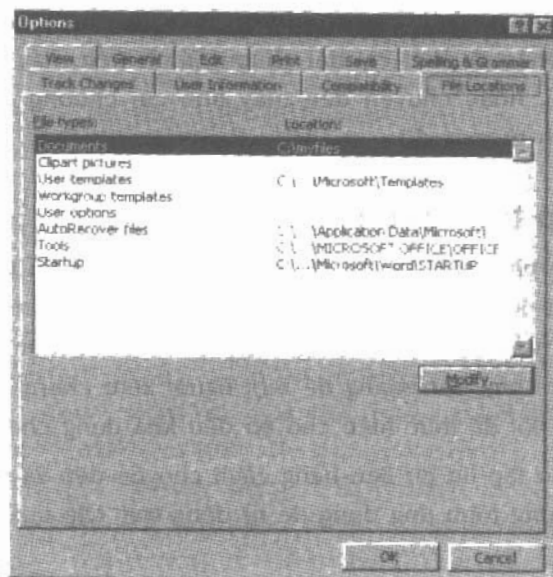 Options
View General Edit Print Save Spelling & Grammar
Track Changes User Information Compatibility File Locations
File types: Location:
Documents C:\myfiles
Clipart pictures
User templates C:\...\Microsoft\Templates
Workgroup templates
User options
AutoRecover files C:\...\Application Data\Microsoft\
Tools C:\...\MICROSOFT OFFICE\OFFICE
Startup C:\...\Microsoft\Word\STARTUP
Modify...
OK Cancel